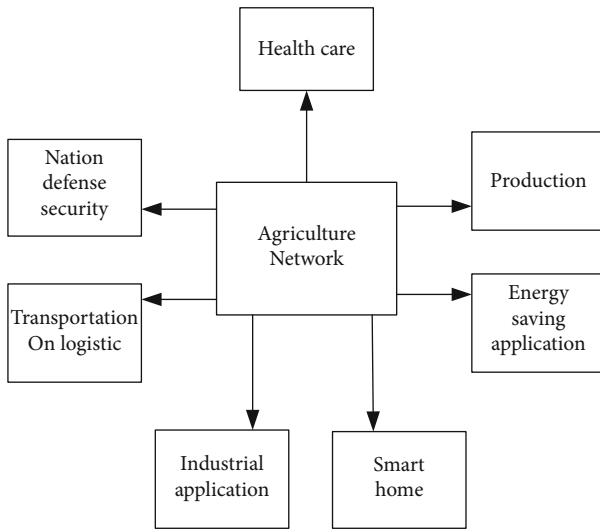 Health care
Nation
defense
security
Production
Agriculture
Network
Transportation
On logistic
Energy
saving
application
Industrial
application
Smart
home